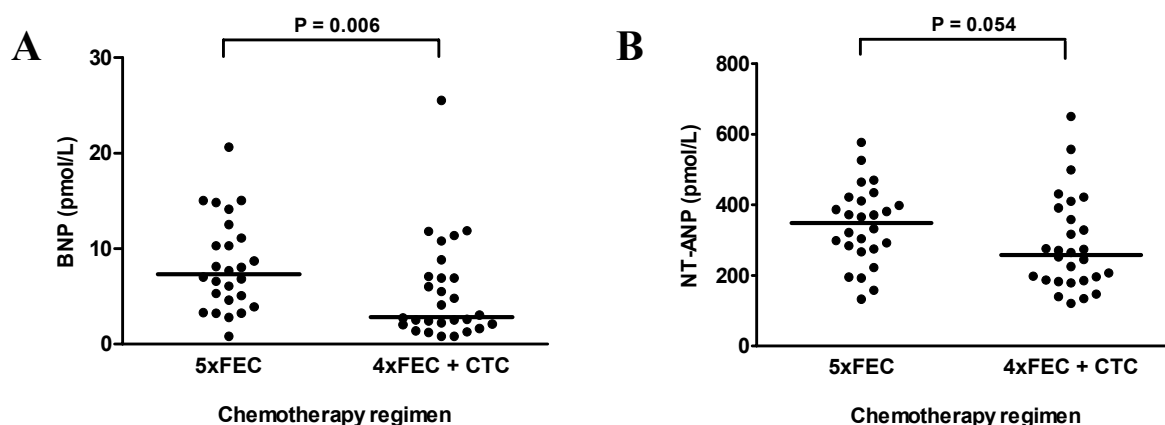 A
P = 0.006
BNP (pmol/L)
30
20
10
0
5xFEC
4xFEC + CTC
Chemotherapy regimen
B
P = 0.054
NT-ANP (pmol/L)
800
600
400
200
0
5xFEC
4xFEC + CTC
Chemotherapy regimen